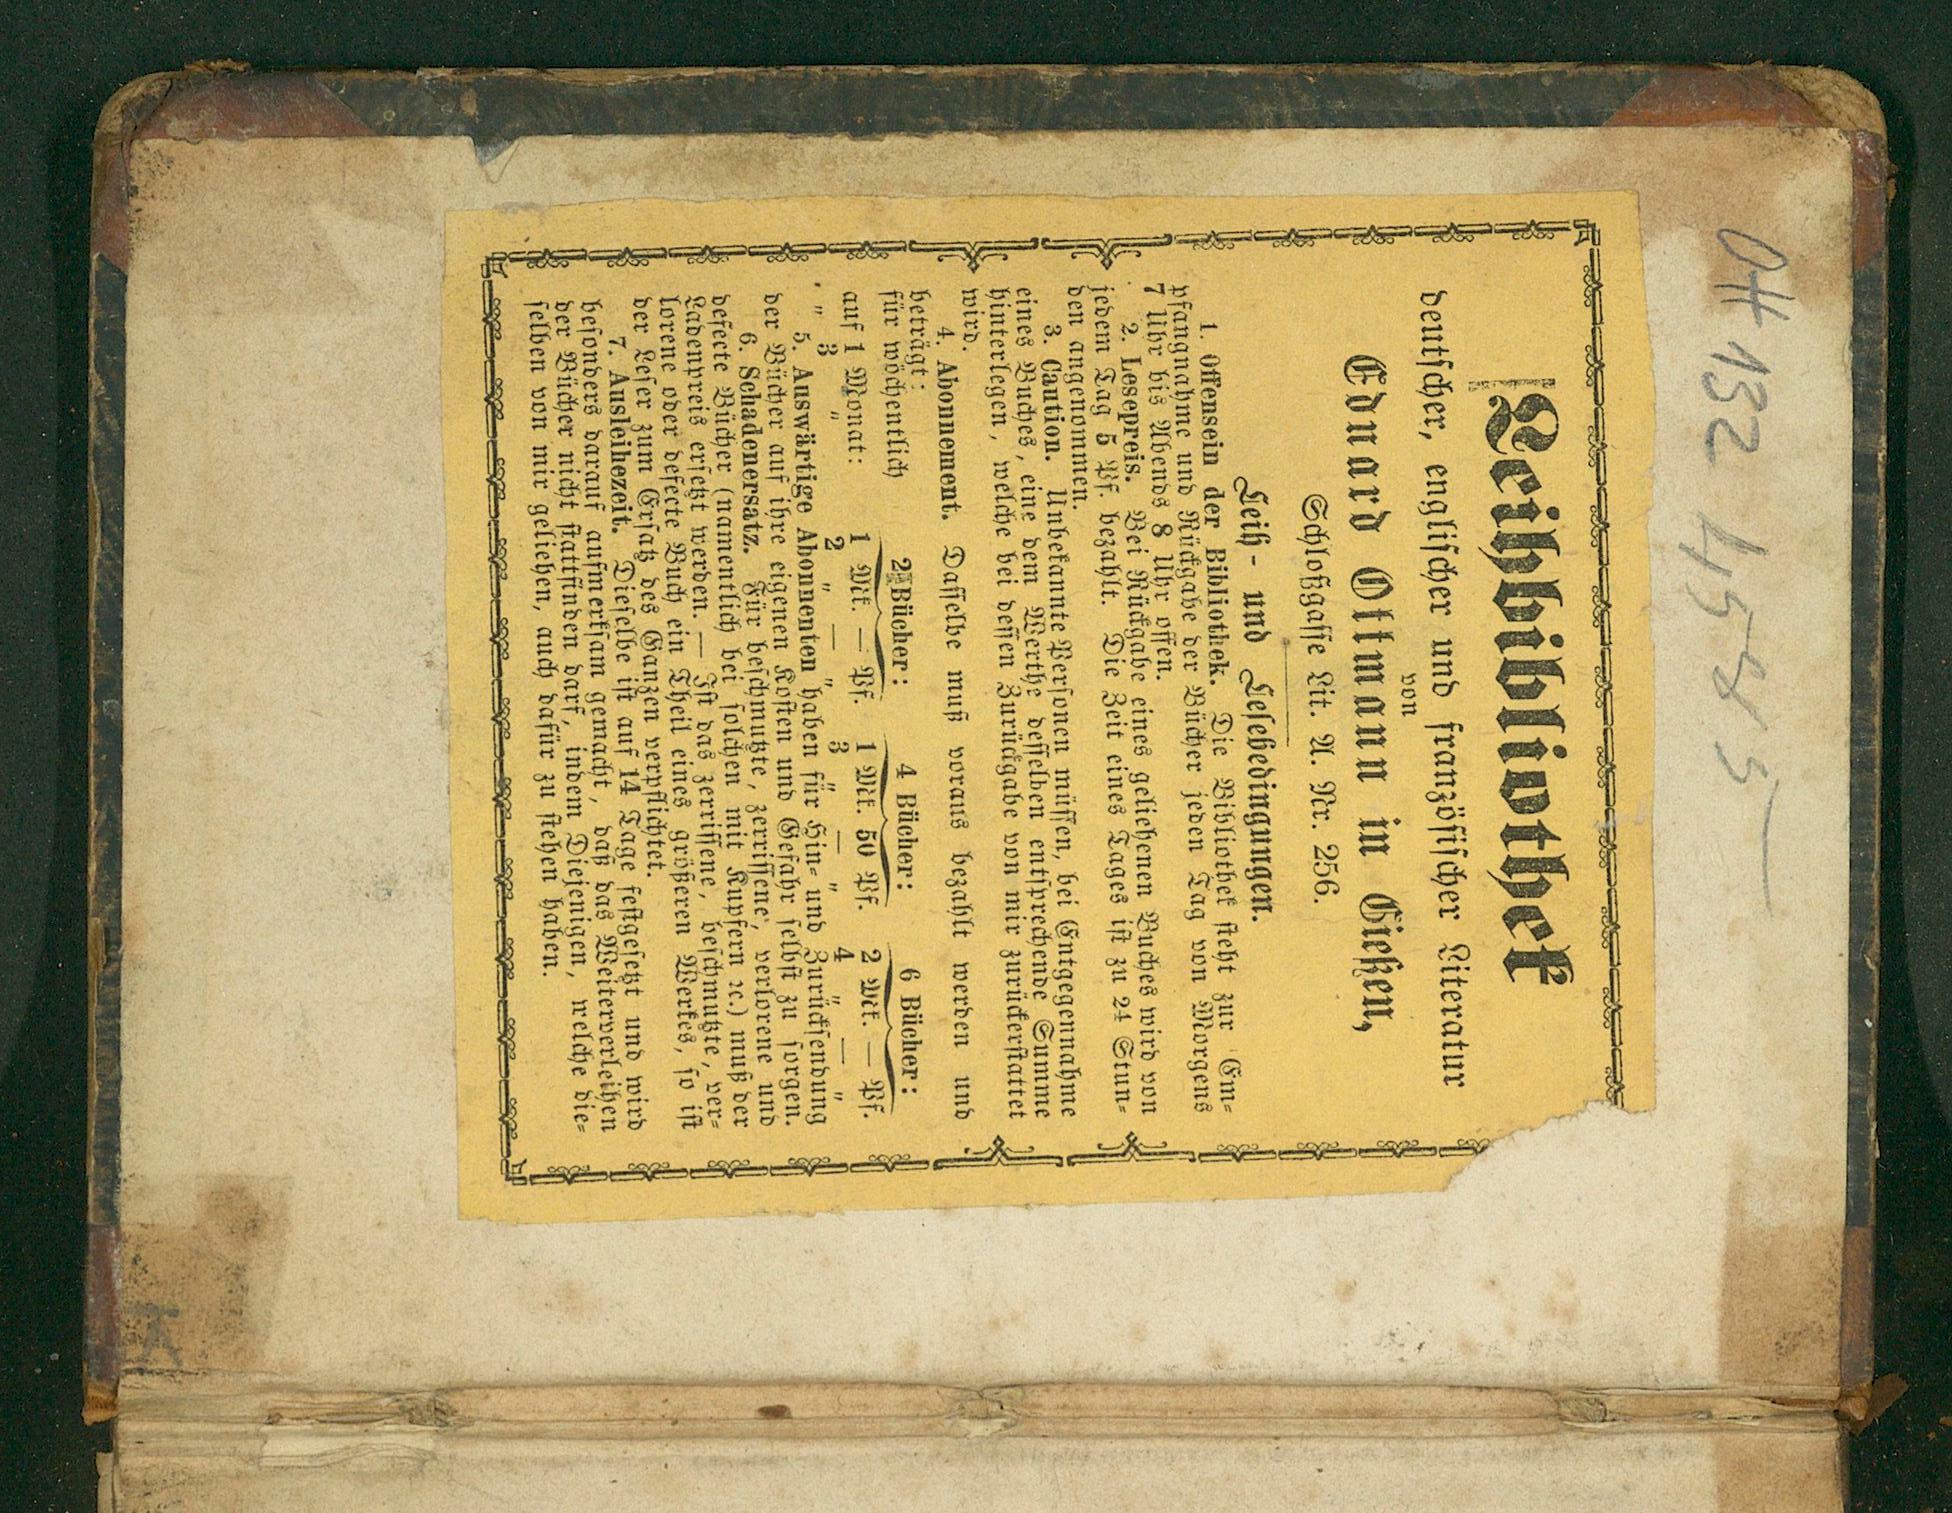 OH 132 4585
Leihbibliothek
deutscher, englischer und französischer Literatur
von
Eduard Ottmann in Gießen,
Schloßgasse Lit. A. Nr. 256.
Leih- und Lesebedingungen.
1. Offensein der Bibliothek. Die Bibliothek steht zur Em-
pfangnahme und Rückgabe der Bücher jeden Tag von Morgens
7 Uhr bis Abends 8 Uhr offen.
2. Lesepreis. Bei Rückgabe eines geliehenen Buches wird von
jedem Tag 5 Pf. bezahlt. Die Zeit eines Tages ist zu 24 Stun-
den angenommen.
3. Caution. Unbekannte Personen müssen, bei Entgegennahme
eines Buches, eine dem Werthe desselben entsprechende Summe
hinterlegen, welche bei dessen Zurückgabe von mir zurückerstattet
wird.
4. Abonnement. Dasselbe muß voraus bezahlt werden und
beträgt:
für wöchentlich 2 Bücher: 4 Bücher: 6 Bücher:
auf 1 Monat: 1 Mk. — Pf. 1 Mk. 50 Pf. 2 Mk. — Pf.
" 3 " 2 " — " 3 " — " 4 " — "
5. Auswärtige Abonnenten haben für Hin- und Zurücksendung
der Bücher auf ihre eigenen Kosten und Gefahr selbst zu sorgen.
6. Schadenersatz. Für beschmutzte, zerrissene, verlorene und
defecte Bücher (namentlich bei solchen mit Kupfern ꝛc.) muß der
Ladenpreis ersetzt werden. — Ist das zerrissene, beschmutzte, ver-
lorene oder defecte Buch ein Theil eines größeren Werkes, so ist
der Leser zum Ersatz des Ganzen verpflichtet.
7. Ausleihezeit. Dieselbe ist auf 14 Tage festgesetzt und wird
besonders darauf aufmerksam gemacht, daß das Weiterverleihen
der Bücher nicht stattfinden darf, indem Diejenigen, welche die-
selben von mir geliehen, auch dafür zu stehen haben.